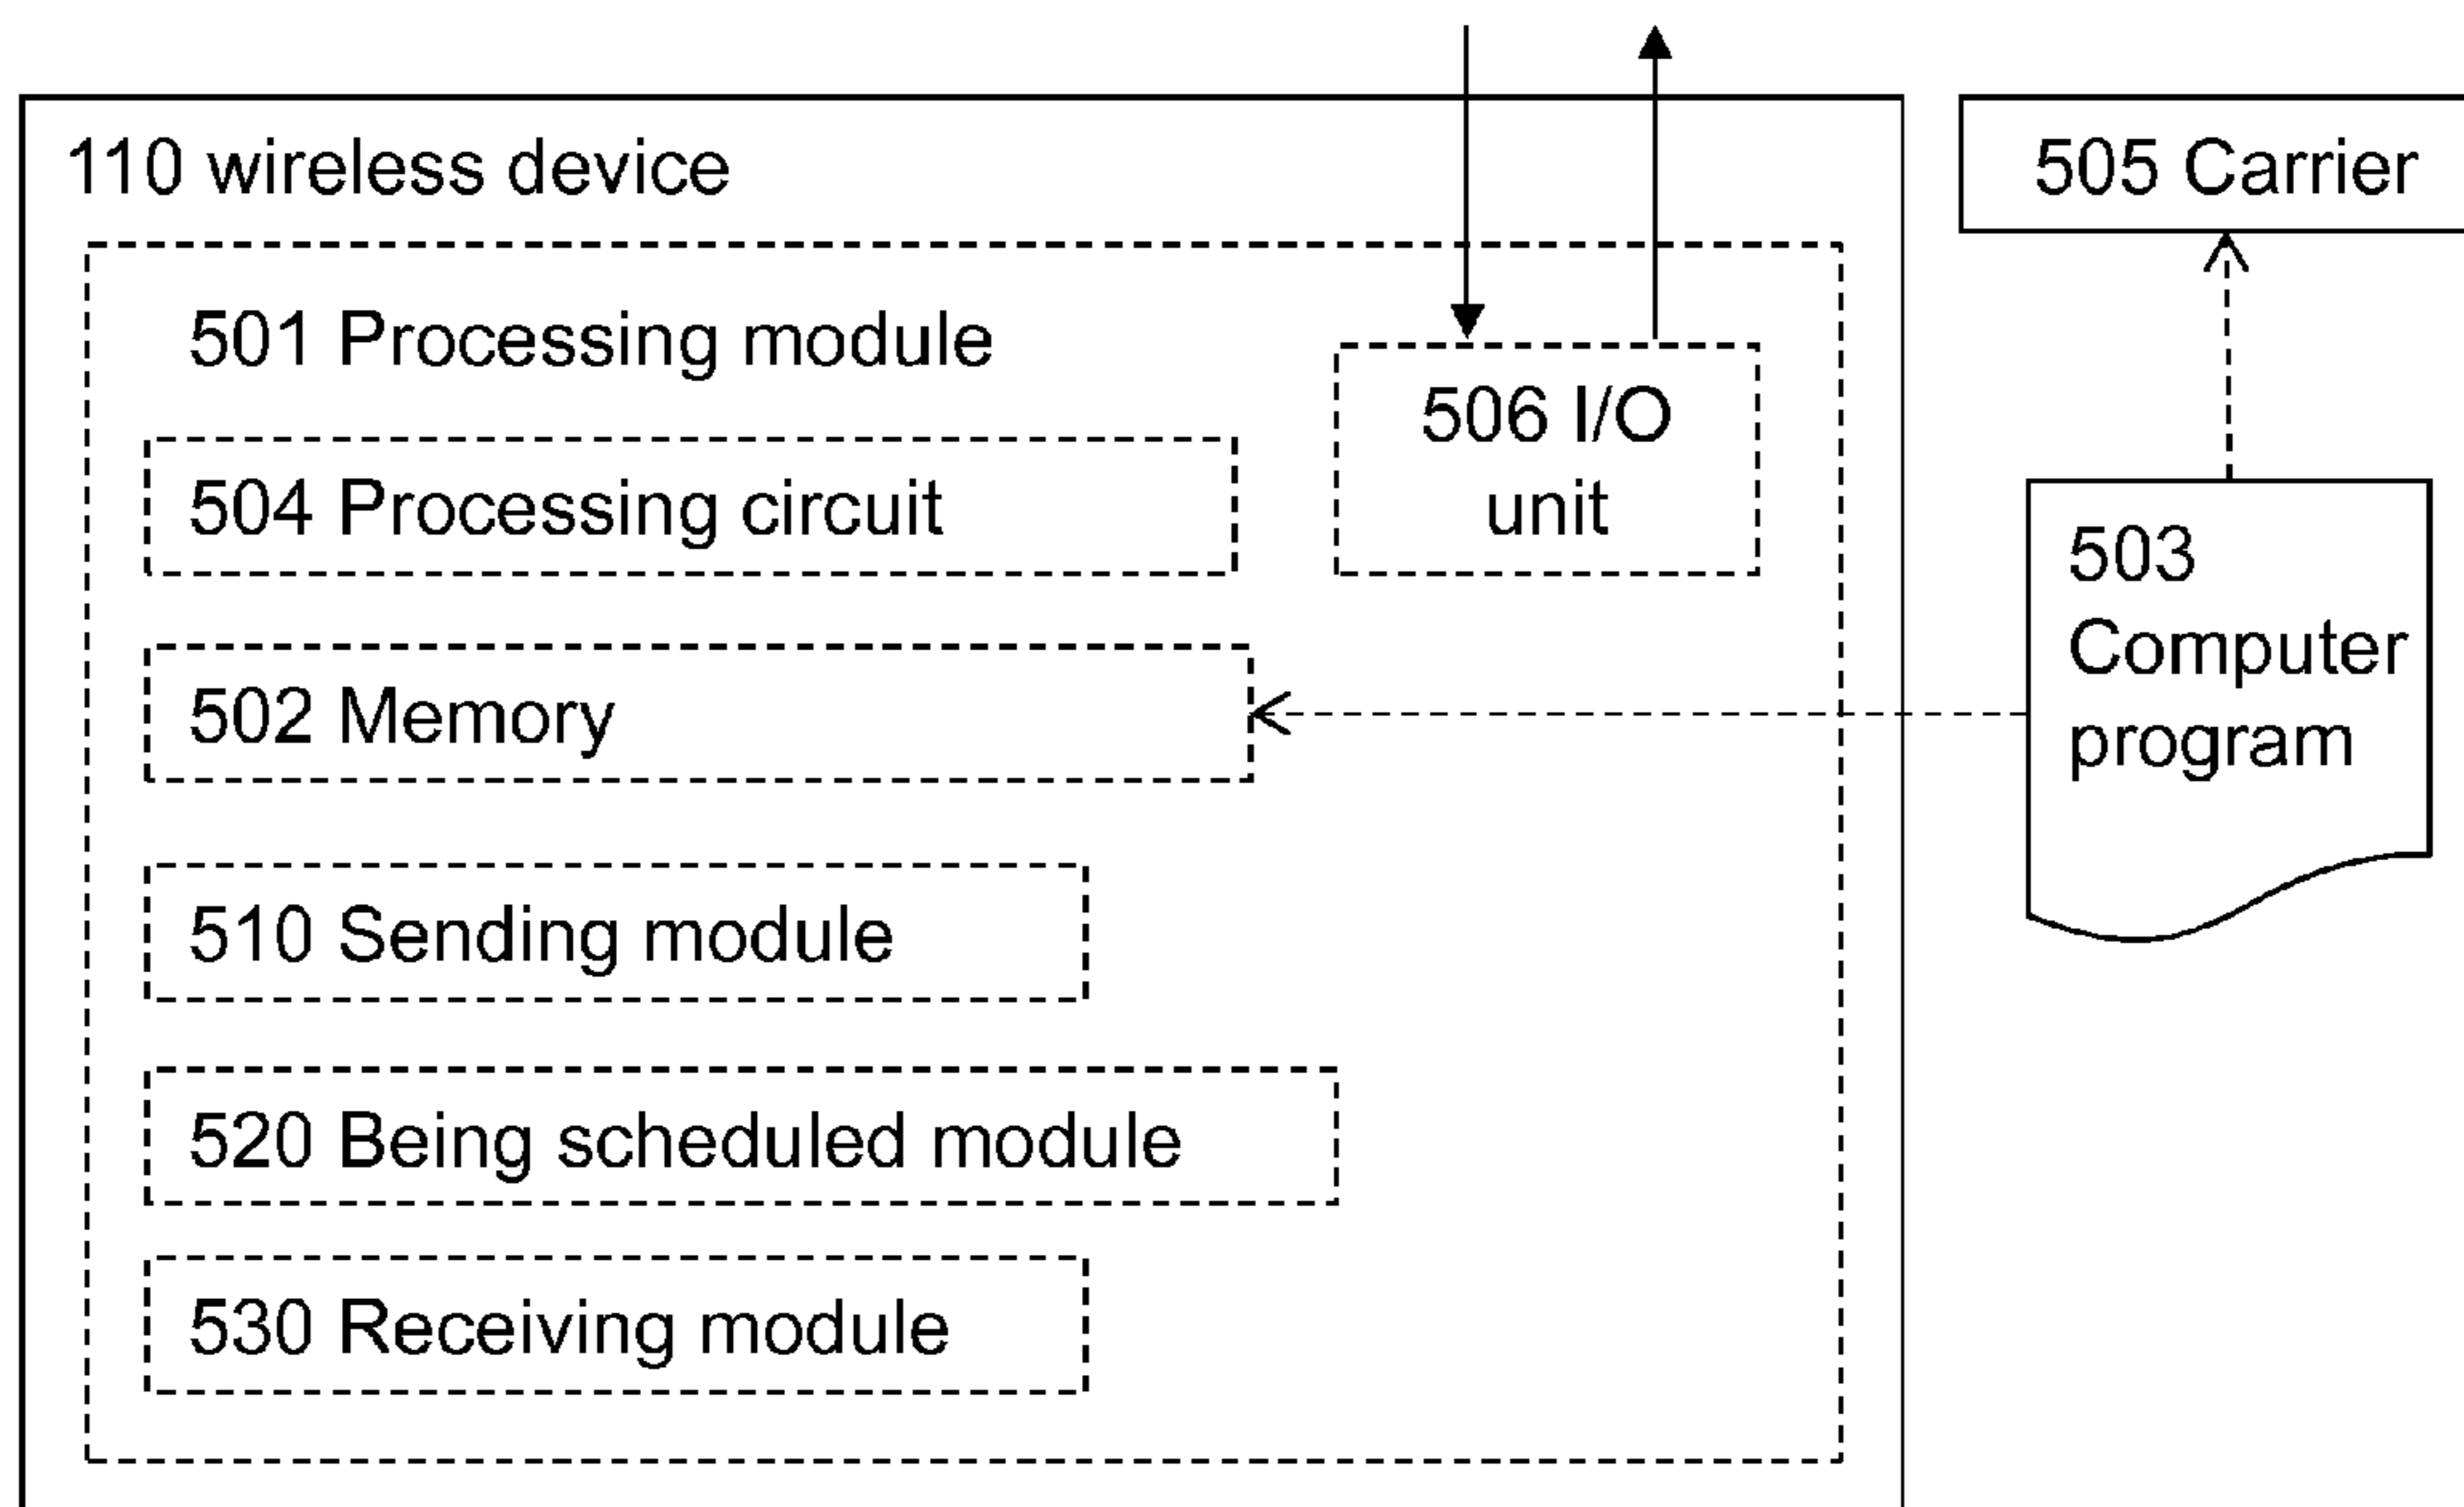 110 wireless device
505 Carrier
501 Processing module
506 I/O
unit
504 Processing circuit
503
Computer
program
502 Memory
510 Sending module
520 Being scheduled module
530 Receiving module